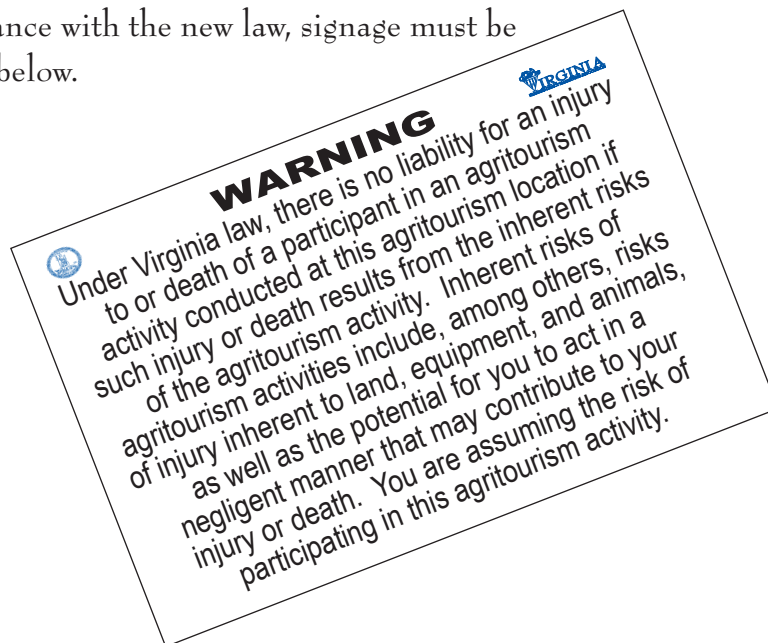 ance with the new law, signage must be
below.
VIRGINIA
WARNING
Under Virginia law, there is no liability for an injury
to or death of a participant in an agritourism
activity conducted at this agritourism location if
such injury or death results from the inherent risks
of the agritourism activity. Inherent risks of
agritourism activities include, among others, risks
of injury inherent to land, equipment, and animals,
as well as the potential for you to act in a
negligent manner that may contribute to your
injury or death. You are assuming the risk of
participating in this agritourism activity.